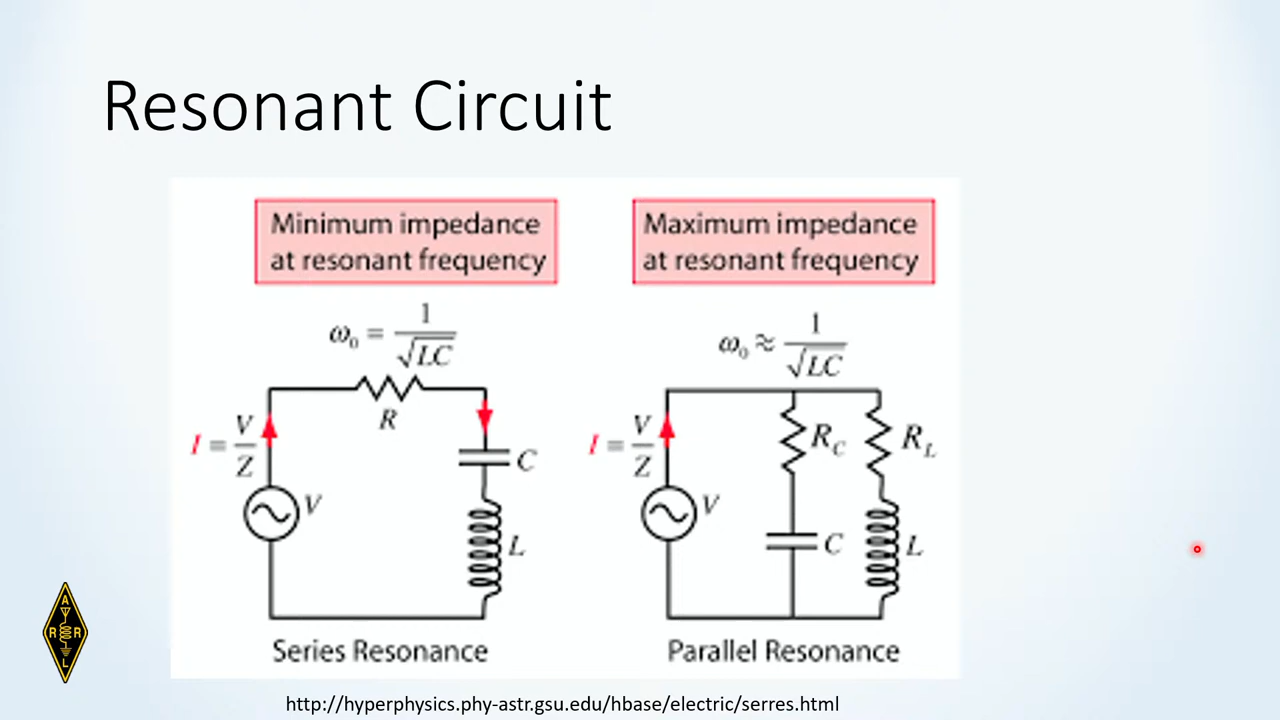 Resonant Circuit
Minimum impedance
at resonant frequency
ω₀ = 1/√LC
R
I = V/Z
V
C
L
Series Resonance
Maximum impedance
at resonant frequency
ω₀ ≈ 1/√LC
I = V/Z
V
R_C
R_L
C
L
Parallel Resonance
A
R R
L
http://hyperphysics.phy-astr.gsu.edu/hbase/electric/serres.html